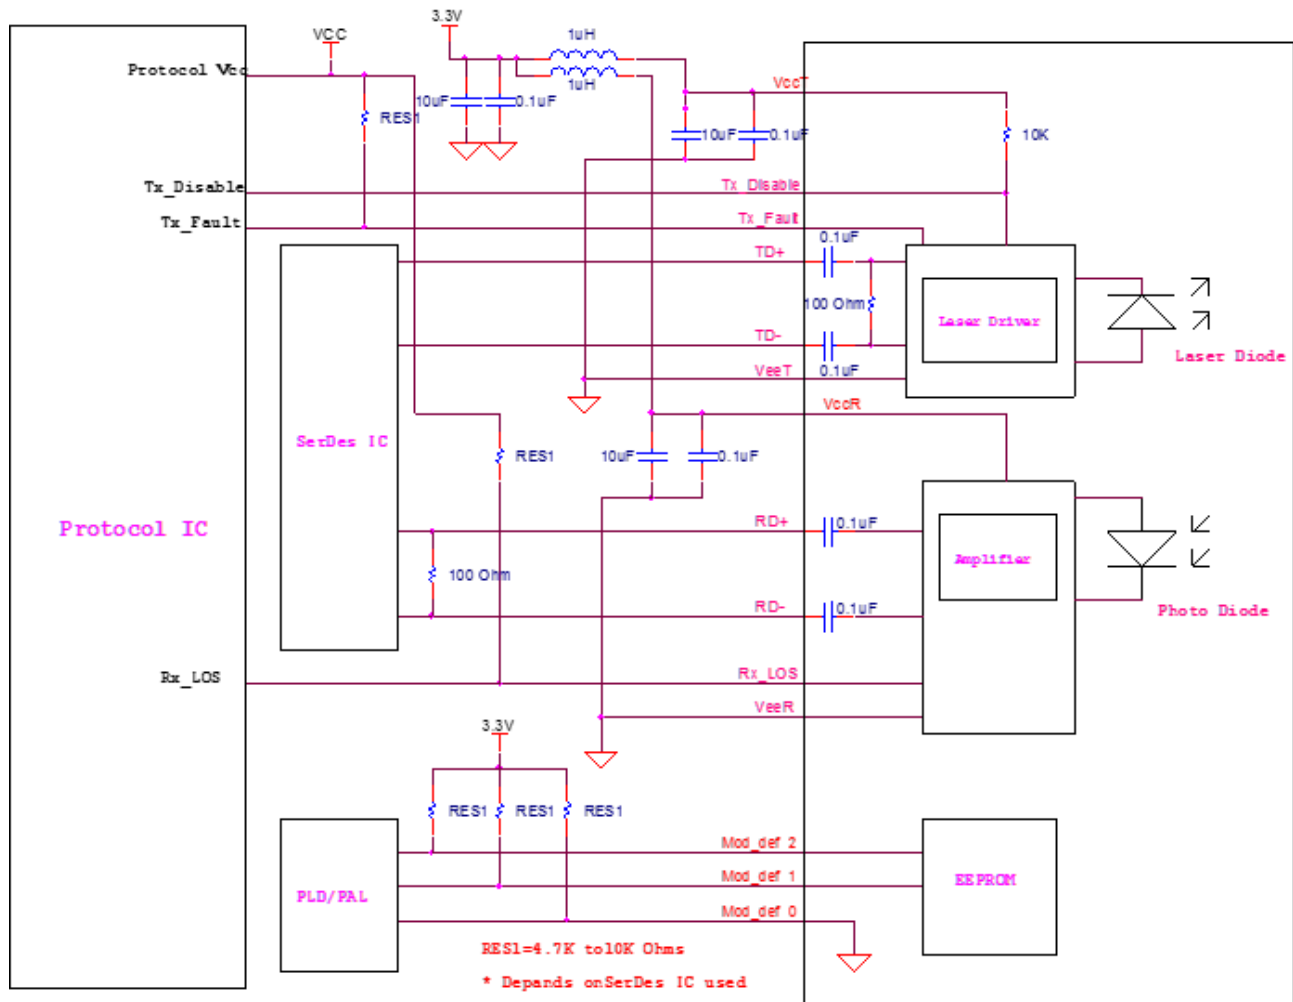 3.3V
VCC
1uH
Protocol Vcc
VccT
1uH
10uF
0.1uF
RES1
10uF
0.1uF
10K
Tx_Disable
Tx_Disable
Tx_Fault
Tx_Fault
0.1uF
TD+
100 Ohm
Laser Driver
TD-
Laser Diode
VeeT
0.1uF
VccR
SerDes IC
RES1
10uF
0.1uF
Protocol IC
RD+
0.1uF
Amplifier
100 Ohm
RD-
0.1uF
Photo Diode
Rx_LOS
Rx_LOS
VeeR
3.3V
RES1
RES1
RES1
Mod_def 2
Mod_def 1
EEPROM
PLD/PAL
Mod_def 0
RES1=4.7K to10K Ohms
* Depands onSerDes IC used